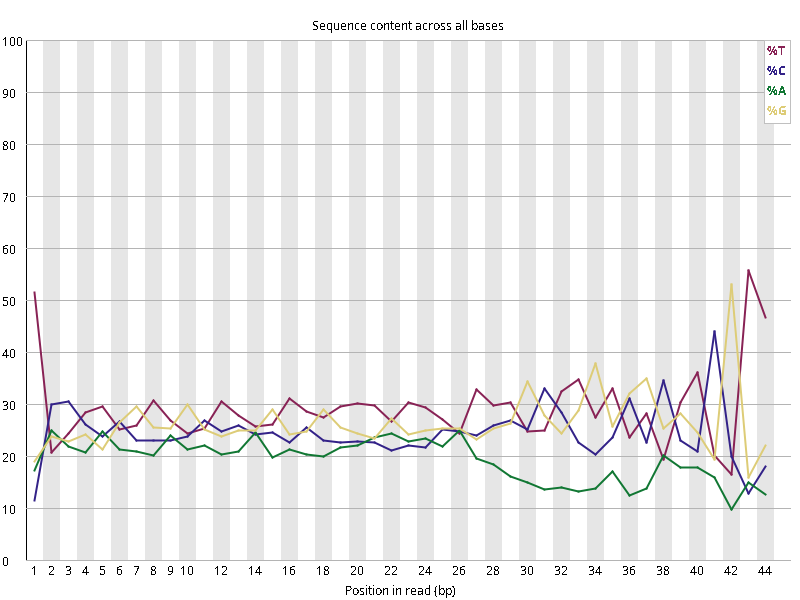 Sequence content across all bases
100
90
80
70
60
50
40
30
20
10
0
%T
%C
%A
%G
1 2 3 4 5 6 7 8 9 10 12 14 16 18 20 22 24 26 28 30 32 34 36 38 40 42 44
Position in read (bp)